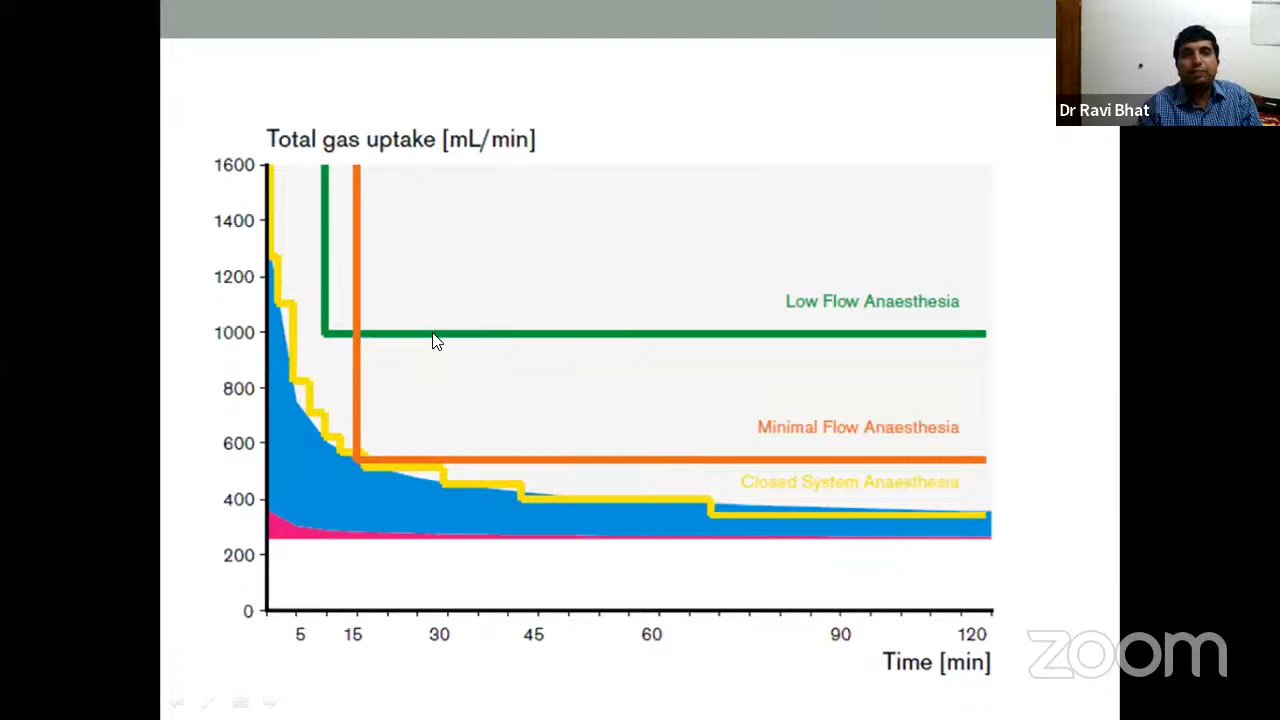 Dr Ravi Bhat
Total gas uptake [mL/min]
1600
1400
1200
1000
800
600
400
200
0
Low Flow Anaesthesia
Minimal Flow Anaesthesia
Closed System Anaesthesia
5 15 30 45 60 90 120
Time [min]
zoom